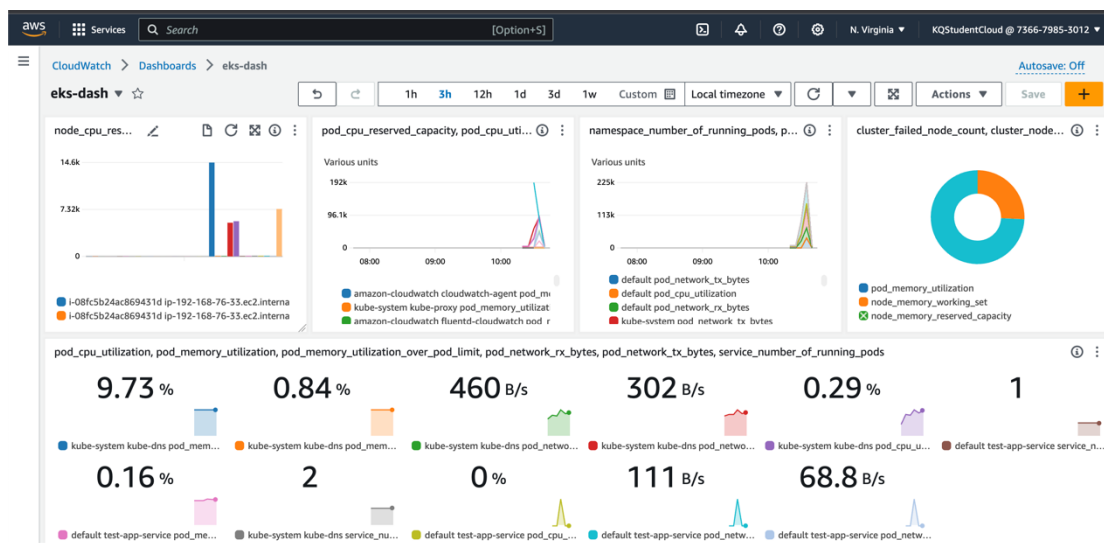 aws
Services
Search
[Option+S]
N. Virginia
KQStudentCloud @ 7366-7985-3012
CloudWatch > Dashboards > eks-dash
Autosave: Off
eks-dash
1h 3h 12h 1d 3d 1w Custom
Local timezone
Actions
Save
+
node_cpu_res...
14.6k
7.32k
0
i-08fc5b24ac869431d ip-192-168-76-33.ec2.interna
i-08fc5b24ac869431d ip-192-168-76-33.ec2.interna
pod_cpu_reserved_capacity, pod_cpu_uti...
Various units
192k
96.1k
0
08:00 09:00 10:00
amazon-cloudwatch cloudwatch-agent pod_m
kube-system kube-proxy pod_memory_utilizat
amazon-cloudwatch fluentd-cloudwatch pod_r
namespace_number_of_running_pods, p...
Various units
225k
113k
0
08:00 09:00 10:00
default pod_network_tx_bytes
default pod_cpu_utilization
default pod_network_rx_bytes
kube-system pod_network_tx_bytes
cluster_failed_node_count, cluster_node...
pod_memory_utilization
node_memory_working_set
node_memory_reserved_capacity
pod_cpu_utilization, pod_memory_utilization, pod_memory_utilization_over_pod_limit, pod_network_rx_bytes, pod_network_tx_bytes, service_number_of_running_pods
9.73 %
kube-system kube-dns pod_mem...
0.84 %
kube-system kube-dns pod_mem...
460 B/s
kube-system kube-dns pod_netwo...
302 B/s
kube-system kube-dns pod_netwo...
0.29 %
kube-system kube-dns pod_cpu_u...
1
default test-app-service service_n...
0.16 %
default test-app-service pod_me...
2
kube-system kube-dns service_nu...
0 %
default test-app-service pod_cpu_...
111 B/s
default test-app-service pod_netw...
68.8 B/s
default test-app-service pod_netw...